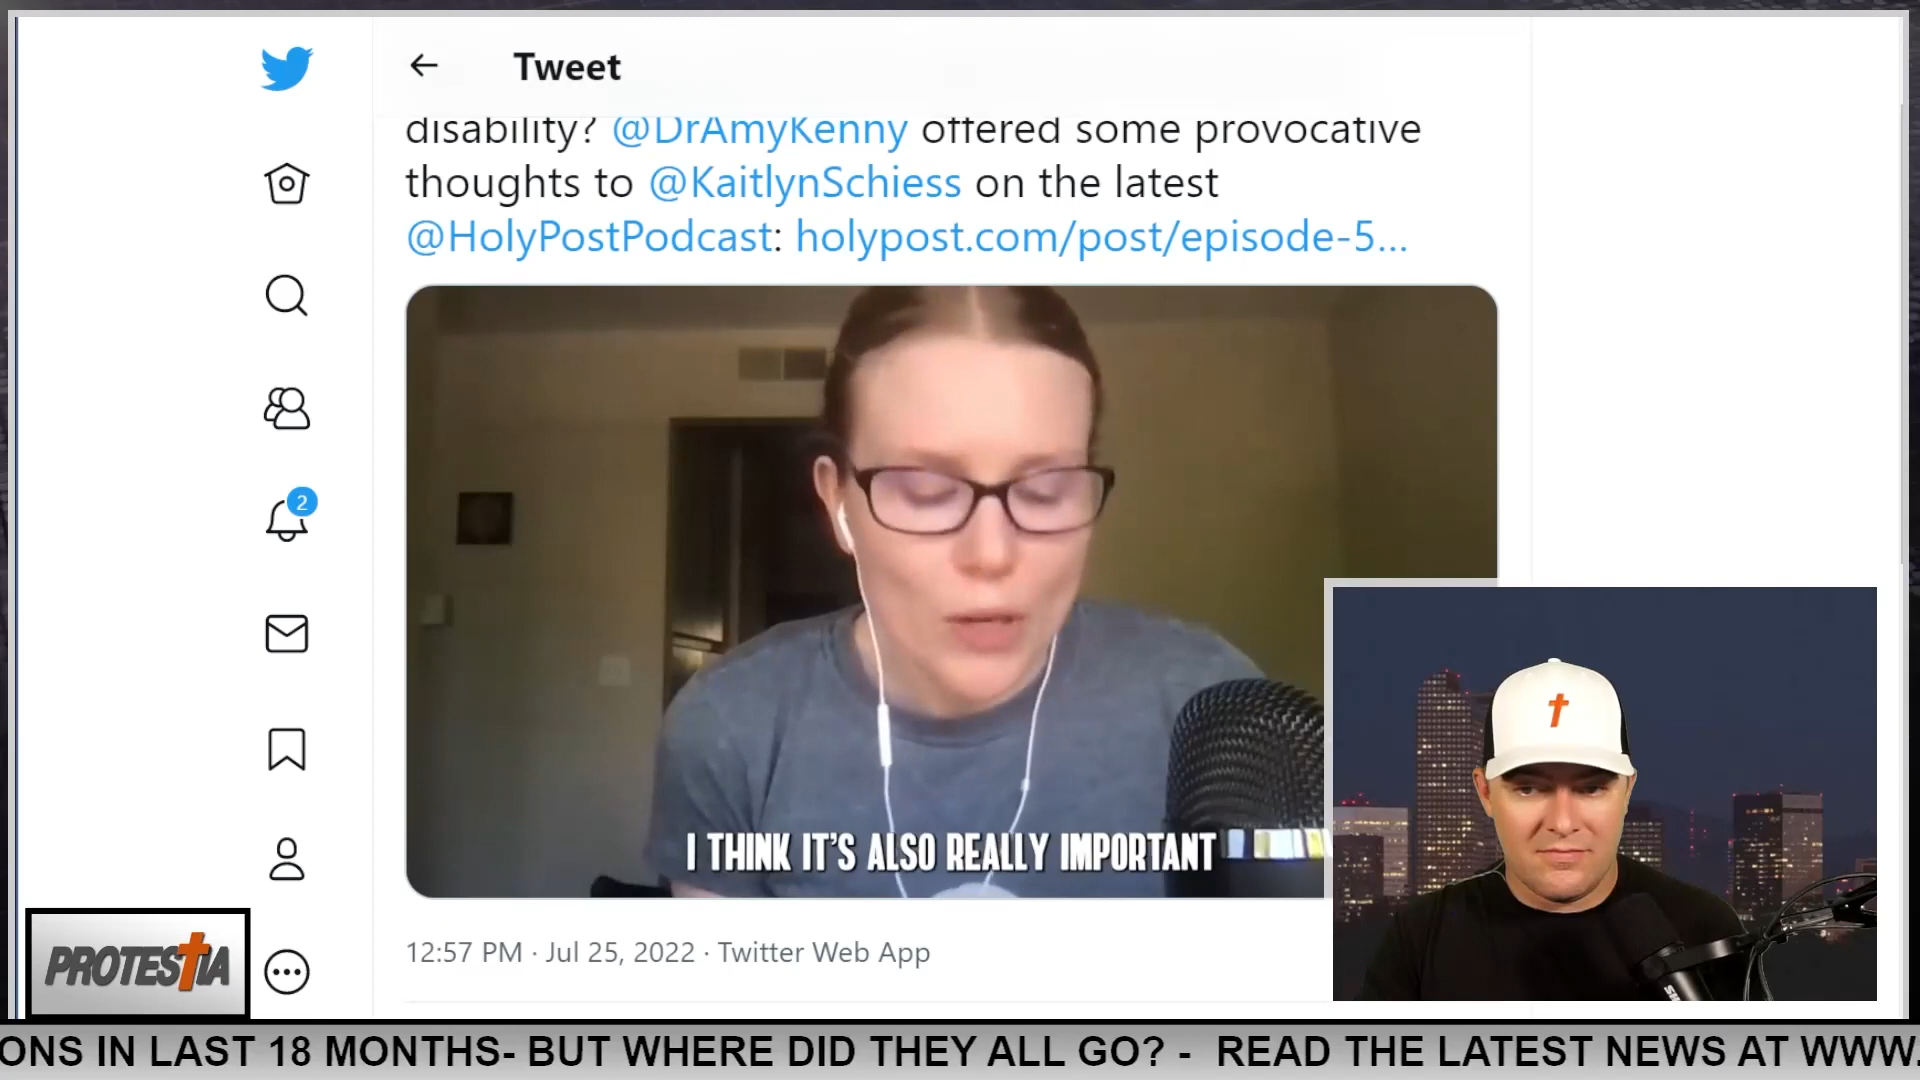 Tweet
disability? @DrAmyKenny offered some provocative
thoughts to @KaitlynSchiess on the latest
@HolyPostPodcast: holypost.com/post/episode-5...
2
I THINK IT'S ALSO REALLY IMPORTANT
12:57 PM · Jul 25, 2022 · Twitter Web App
PROTESTIA
ONS IN LAST 18 MONTHS- BUT WHERE DID THEY ALL GO? - READ THE LATEST NEWS AT WWW.